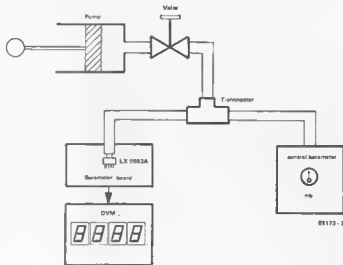 Pump
Valve
T-connector
LX 0503A
Barometer board
control barometer
mb
DVM
8888